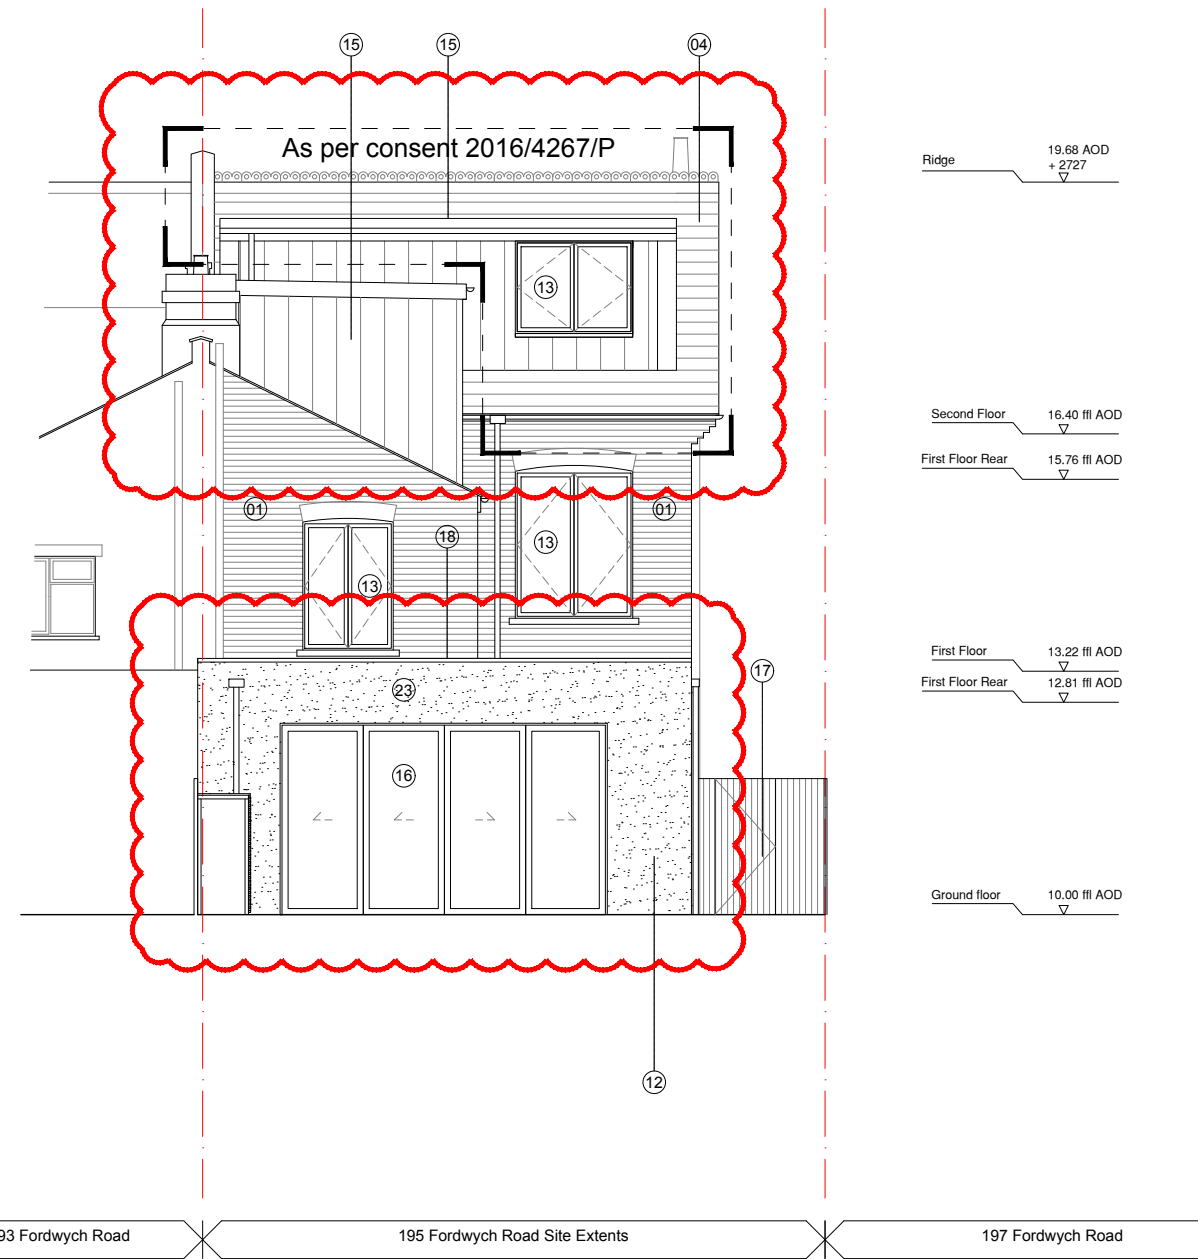 15
15
04
As per consent 2016/4267/P
Ridge
19.68 AOD
+ 2727
13
Second Floor
16.40 ffl AOD
First Floor Rear
15.76 ffl AOD
01
01
18
13
13
First Floor
13.22 ffl AOD
17
First Floor Rear
12.81 ffl AOD
23
16
Ground floor
10.00 ffl AOD
12
93 Fordwych Road
195 Fordwych Road Site Extents
197 Fordwych Road